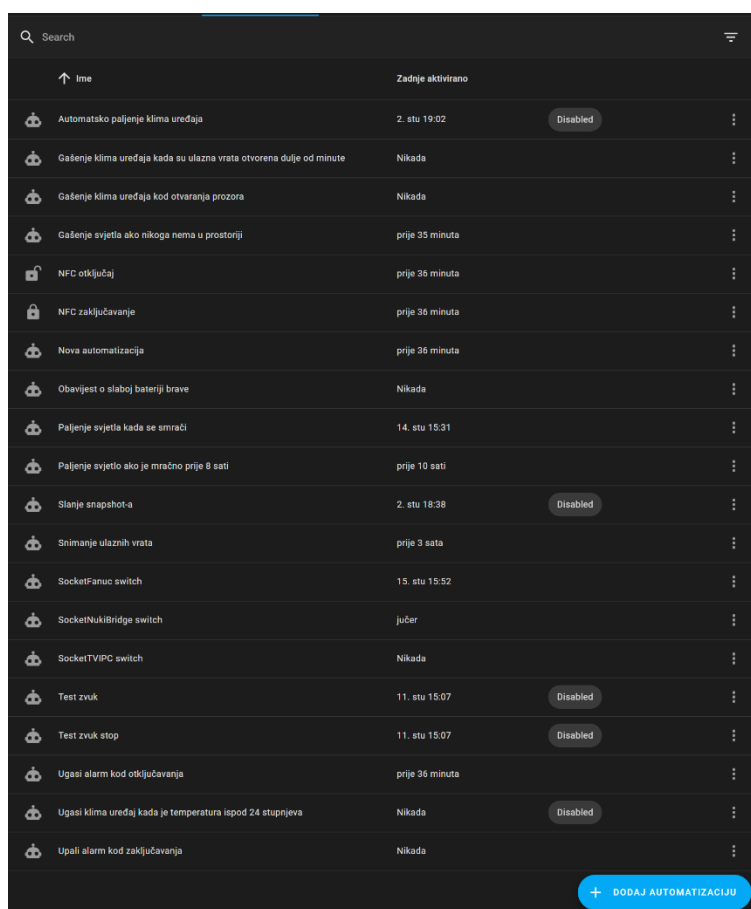 Search
Ime Zadnje aktivirano
Automatsko paljenje klima uređaja 2. stu 19:02 Disabled
Gašenje klima uređaja kada su ulazna vrata otvorena dulje od minute Nikada
Gašenje klima uređaja kod otvaranja prozora Nikada
Gašenje svjetla ako nikoga nema u prostoriji prije 35 minuta
NFC otključaj prije 36 minuta
NFC zaključavanje prije 36 minuta
Nova automatizacija prije 36 minuta
Obavijest o slaboj bateriji brave Nikada
Paljenje svjetla kada se smrači 14. stu 15:31
Paljenje svjetlo ako je mračno prije 8 sati prije 10 sati
Slanje snapshot-a 2. stu 18:38 Disabled
Snimanje ulaznih vrata prije 3 sata
SocketFanuc switch 15. stu 15:52
SocketNukiBridge switch jučer
SocketTVIPC switch Nikada
Test zvuk 11. stu 15:07 Disabled
Test zvuk stop 11. stu 15:07 Disabled
Ugasi alarm kod otključavanja prije 36 minuta
Ugasi klima uređaj kada je temperatura ispod 24 stupnjeva Nikada Disabled
Upali alarm kod zaključavanja Nikada
+ DODAJ AUTOMATIZACIJU